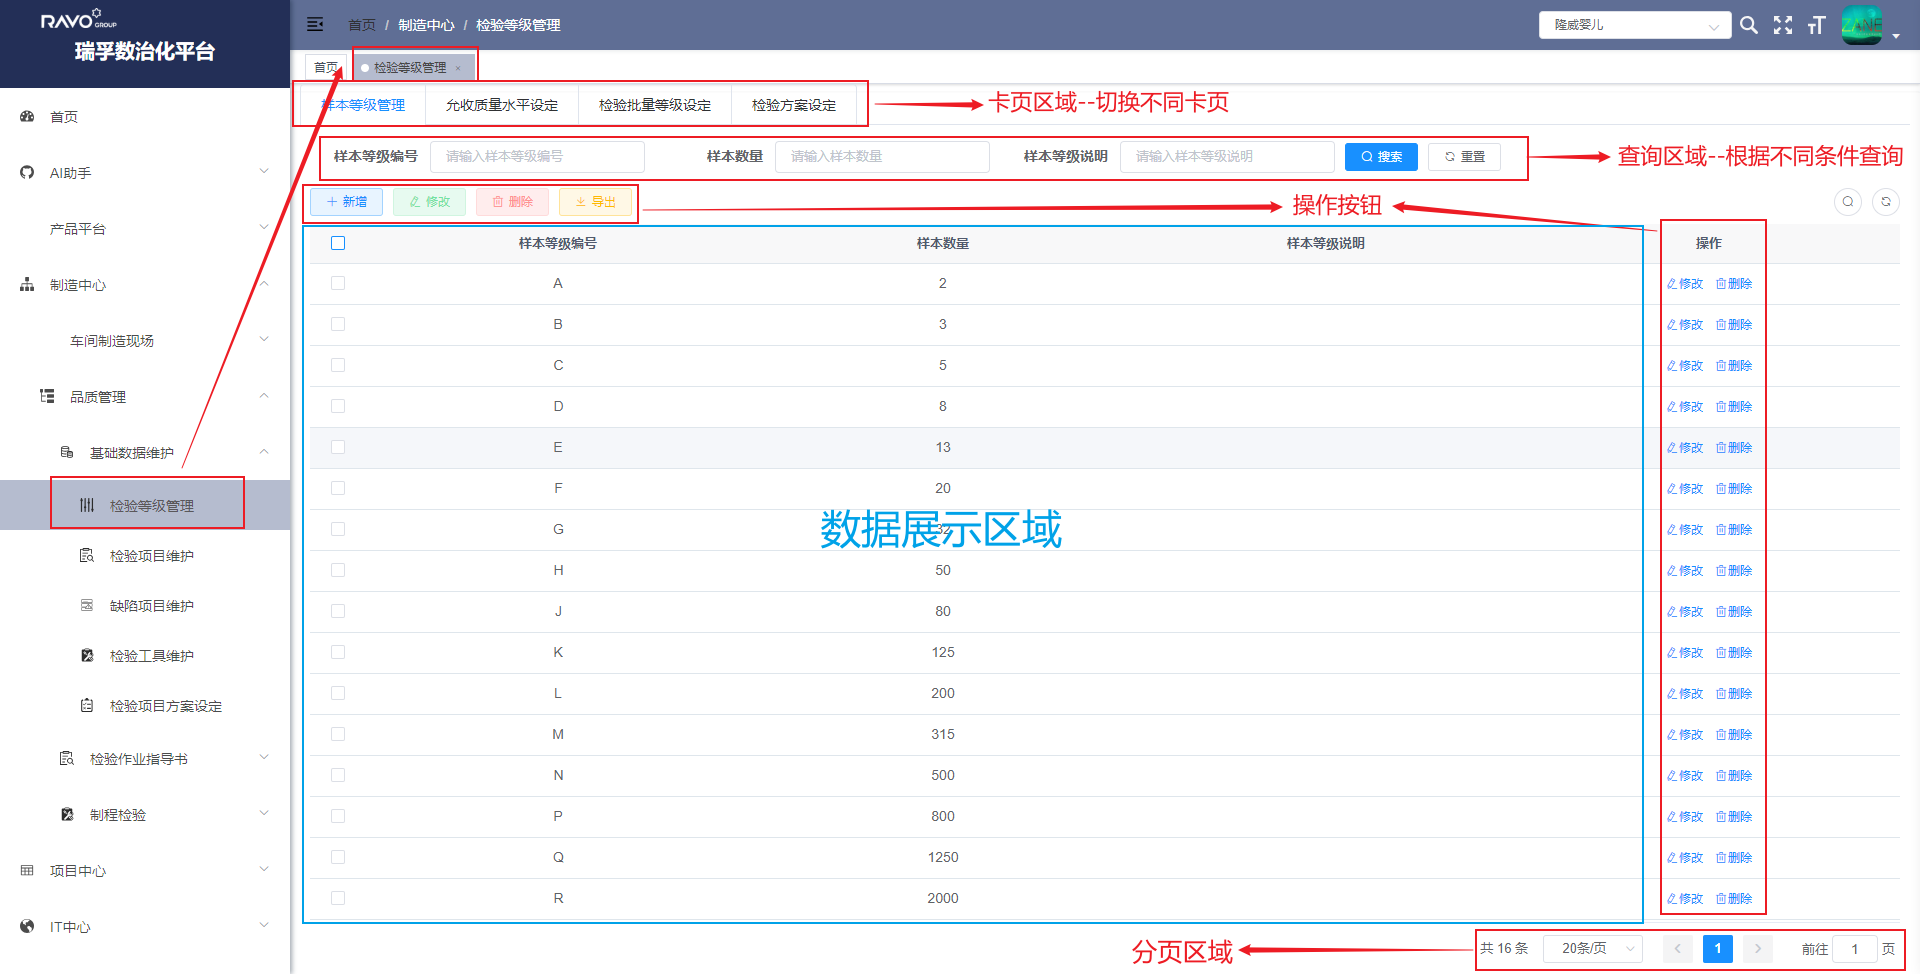 RAVO GROUP
瑞孚数治化平台
首页 / 制造中心 / 检验等级管理
隆威婴儿
ZANE
首页
检验等级管理 ×
首页
AI助手
产品平台
制造中心
车间制造现场
品质管理
基础数据维护
检验等级管理
检验项目维护
缺陷项目维护
检验工具维护
检验项目方案设定
检验作业指导书
制程检验
项目中心
IT中心
样本等级管理 允收质量水平设定 检验批量等级设定 检验方案设定
卡页区域--切换不同卡页
样本等级编号 请输入样本等级编号 样本数量 请输入样本数量 样本等级说明 请输入样本等级说明 搜索 重置
查询区域--根据不同条件查询
新增 修改 删除 导出
操作按钮
样本等级编号 样本数量 样本等级说明 操作
A 2 修改 删除
B 3 修改 删除
C 5 修改 删除
D 8 修改 删除
E 13 修改 删除
F 20 修改 删除
G 32 修改 删除
数据展示区域
H 50 修改 删除
J 80 修改 删除
K 125 修改 删除
L 200 修改 删除
M 315 修改 删除
N 500 修改 删除
P 800 修改 删除
Q 1250 修改 删除
R 2000 修改 删除
分页区域
共 16 条 20条/页 1 前往 1 页